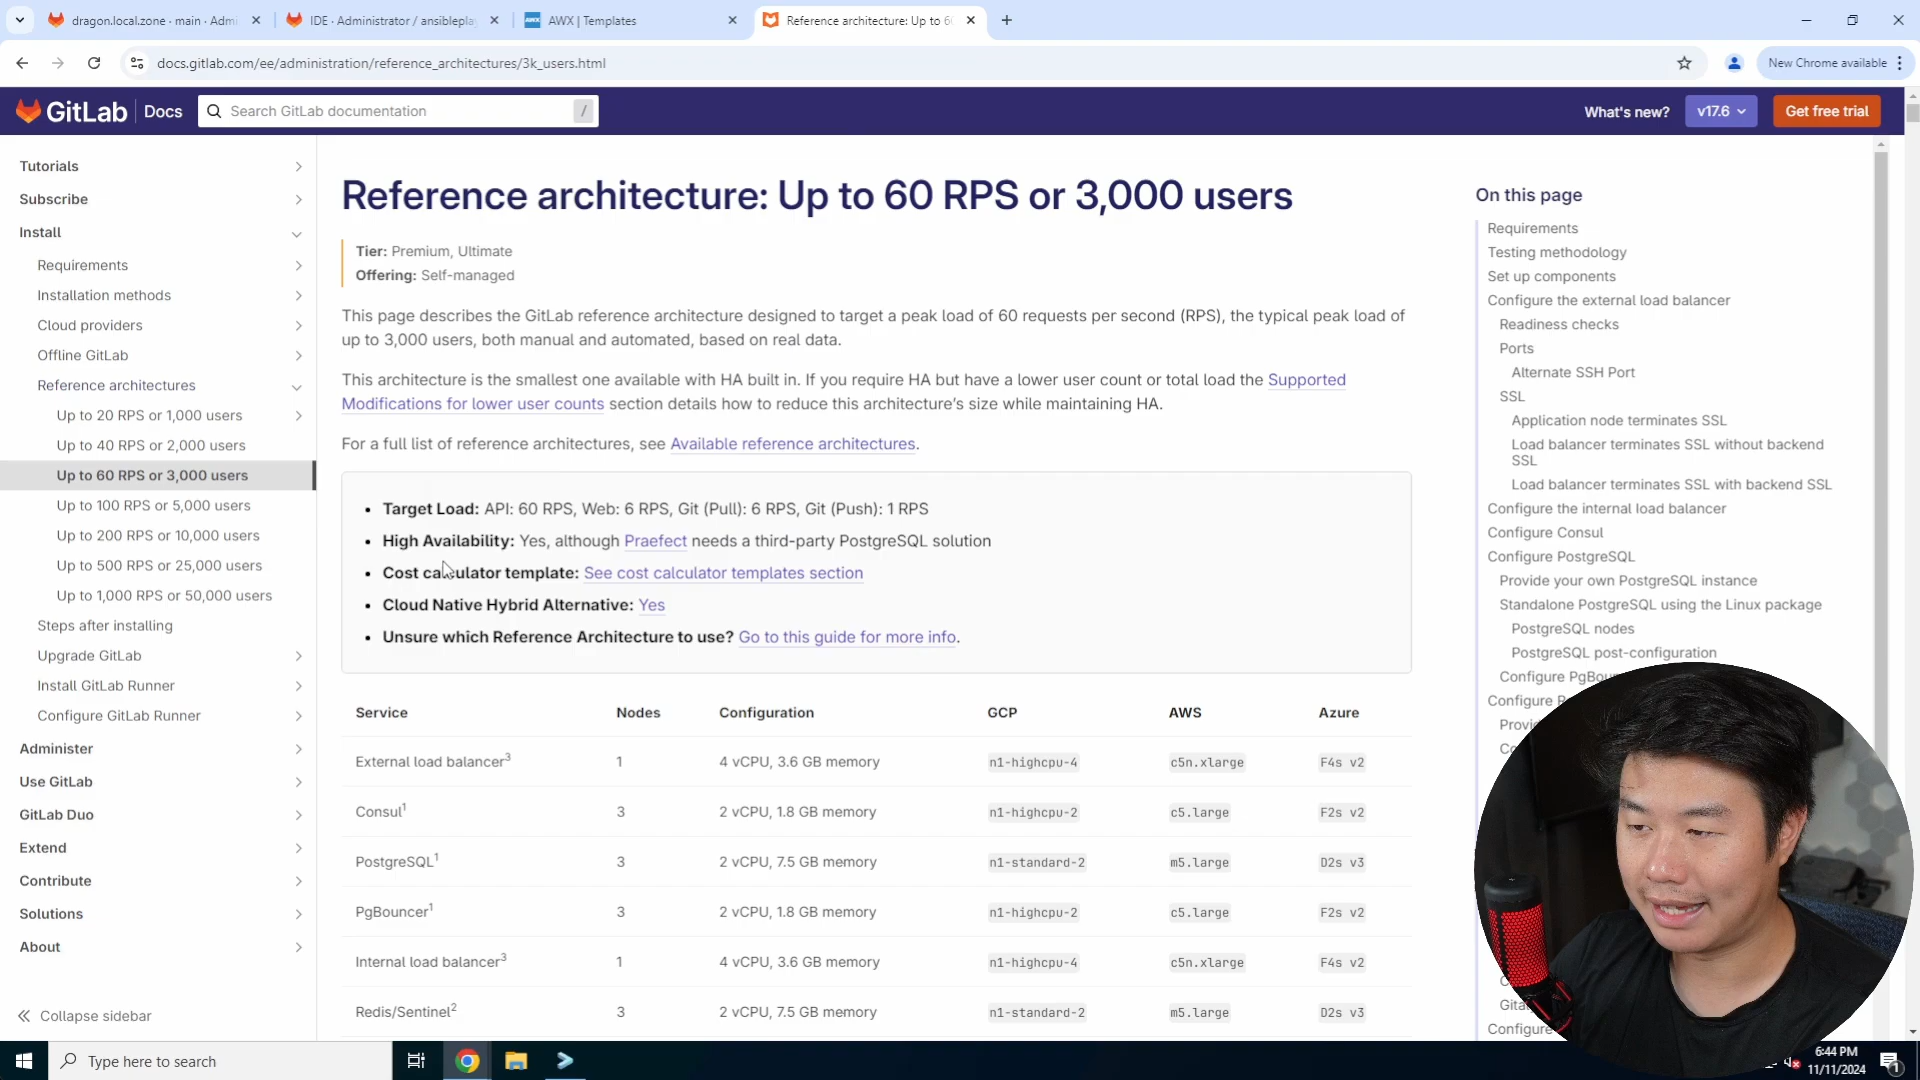 dragon.local.zone · main · Admi
IDE · Administrator / ansiblepla
AWX | Templates
Reference architecture: Up to 6
docs.gitlab.com/ee/administration/reference_architectures/3k_users.html
New Chrome available
GitLab Docs
Search GitLab documentation /
What's new?
v17.6
Get free trial
Tutorials
Subscribe
Install
Requirements
Installation methods
Cloud providers
Offline GitLab
Reference architectures
Up to 20 RPS or 1,000 users
Up to 40 RPS or 2,000 users
Up to 60 RPS or 3,000 users
Up to 100 RPS or 5,000 users
Up to 200 RPS or 10,000 users
Up to 500 RPS or 25,000 users
Up to 1,000 RPS or 50,000 users
Steps after installing
Upgrade GitLab
Install GitLab Runner
Configure GitLab Runner
Administer
Use GitLab
GitLab Duo
Extend
Contribute
Solutions
About
Collapse sidebar
Reference architecture: Up to 60 RPS or 3,000 users
Tier: Premium, Ultimate
Offering: Self-managed
This page describes the GitLab reference architecture designed to target a peak load of 60 requests per second (RPS), the typical peak load of
up to 3,000 users, both manual and automated, based on real data.
This architecture is the smallest one available with HA built in. If you require HA but have a lower user count or total load the Supported
Modifications for lower user counts section details how to reduce this architecture's size while maintaining HA.
For a full list of reference architectures, see Available reference architectures.
• Target Load: API: 60 RPS, Web: 6 RPS, Git (Pull): 6 RPS, Git (Push): 1 RPS
• High Availability: Yes, although Praefect needs a third-party PostgreSQL solution
• Cost calculator template: See cost calculator templates section
• Cloud Native Hybrid Alternative: Yes
• Unsure which Reference Architecture to use? Go to this guide for more info.
Service Nodes Configuration GCP AWS Azure
External load balancer3 1 4 vCPU, 3.6 GB memory n1-highcpu-4 c5n.xlarge F4s v2
Consul1 3 2 vCPU, 1.8 GB memory n1-highcpu-2 c5.large F2s v2
PostgreSQL1 3 2 vCPU, 7.5 GB memory n1-standard-2 m5.large D2s v3
PgBouncer1 3 2 vCPU, 1.8 GB memory n1-highcpu-2 c5.large F2s v2
Internal load balancer3 1 4 vCPU, 3.6 GB memory n1-highcpu-4 c5n.xlarge F4s v2
Redis/Sentinel2 3 2 vCPU, 7.5 GB memory n1-standard-2 m5.large D2s v3
On this page
Requirements
Testing methodology
Set up components
Configure the external load balancer
Readiness checks
Ports
Alternate SSH Port
SSL
Application node terminates SSL
Load balancer terminates SSL without backend
SSL
Load balancer terminates SSL with backend SSL
Configure the internal load balancer
Configure Consul
Configure PostgreSQL
Provide your own PostgreSQL instance
Standalone PostgreSQL using the Linux package
PostgreSQL nodes
PostgreSQL post-configuration
Configure PgBou
Configure
Configure
Type here to search
6:44 PM
11/11/2024
1